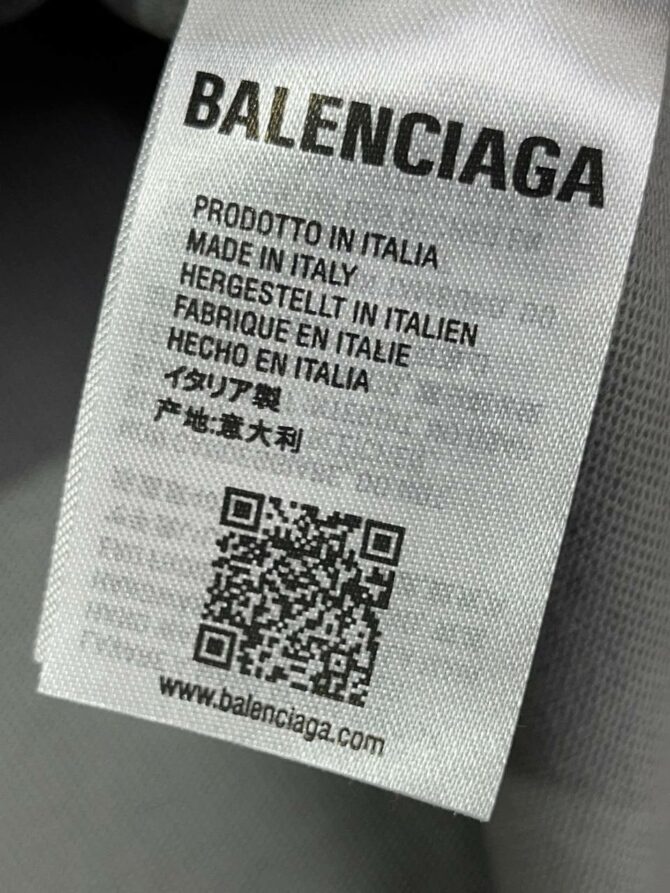 BALENCIAGA
PRODOTTO IN ITALIA
MADE IN ITALY
HERGESTELLT IN ITALIEN
FABRIQUE EN ITALIE
HECHO EN ITALIA
イタリア製
产地:意大利
www.balenciaga.com